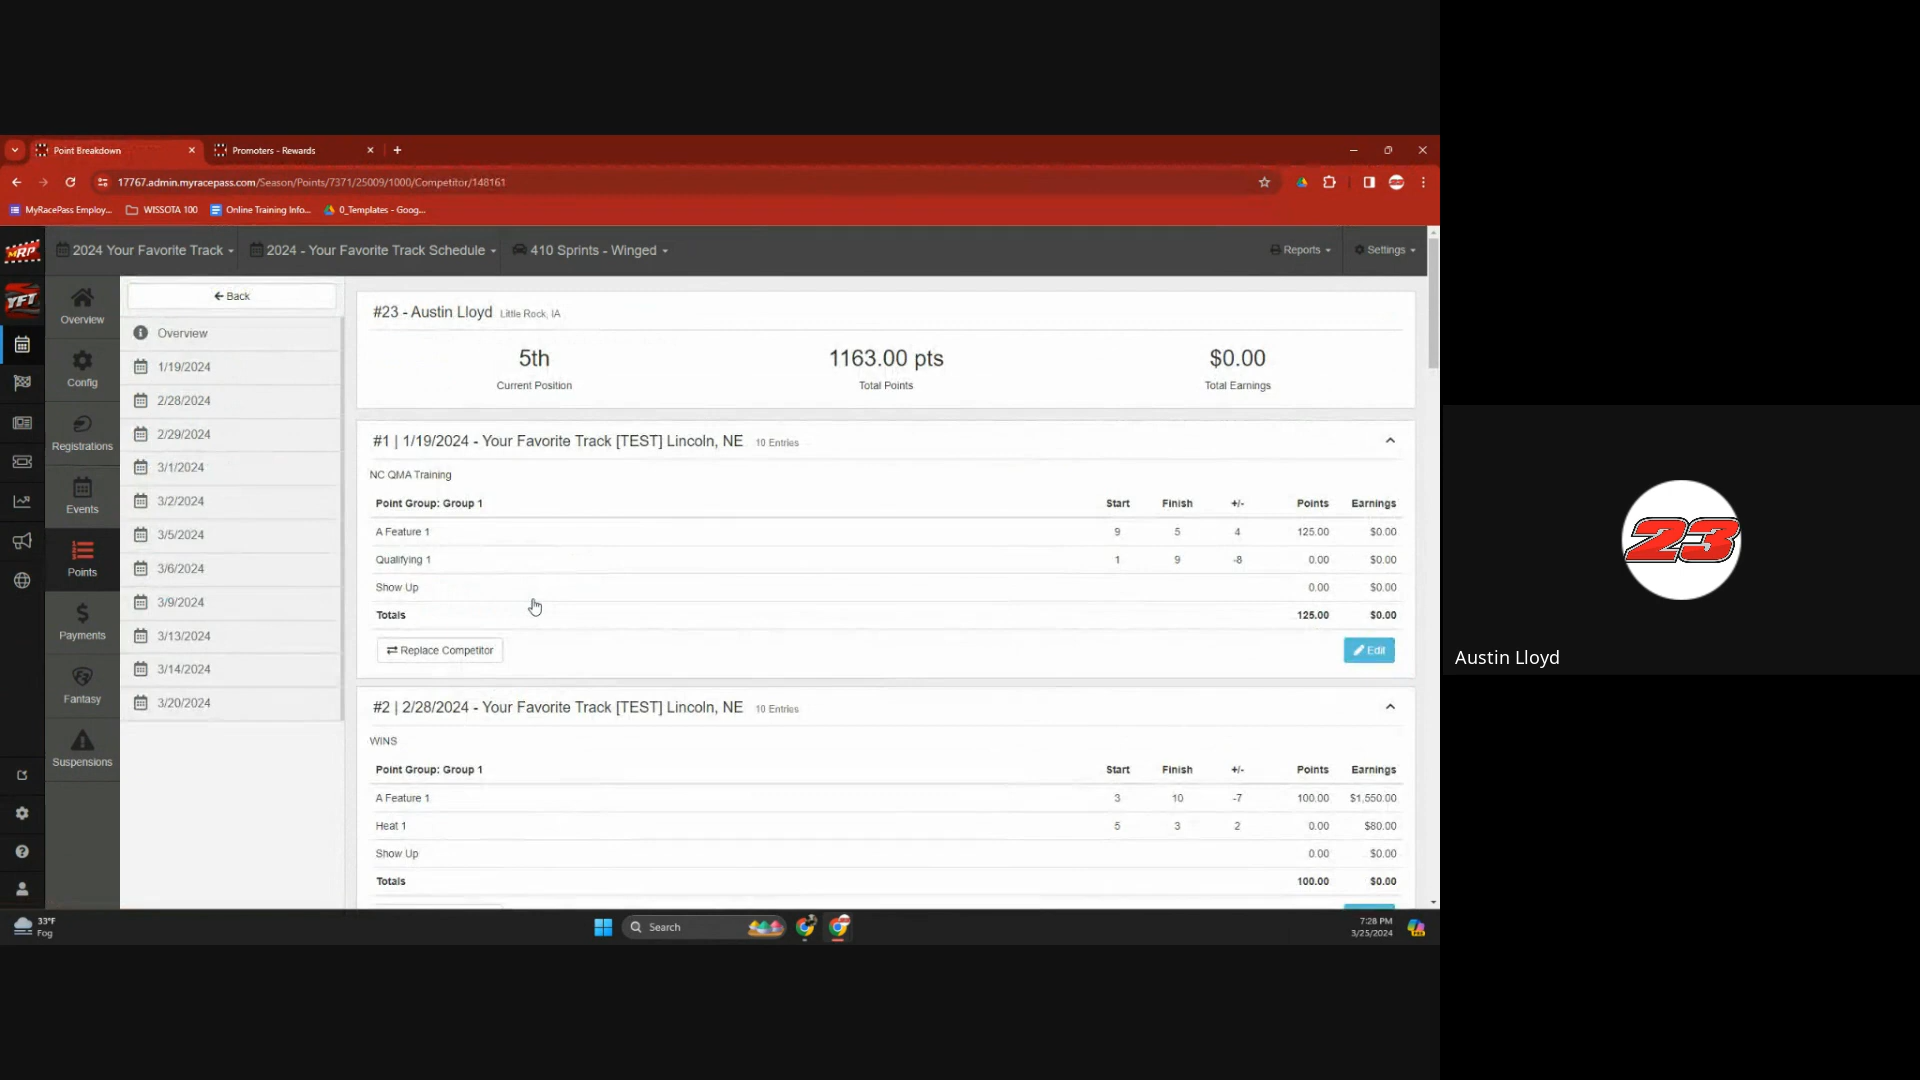 Point Breakdown
Promoters - Rewards
17767.admin.myracepass.com/Season/Points/7371/25009/1000/Competitor/148161
MyRacePass Employ...
WISSOTA 100
Online Training Info...
0_Templates - Goog...
MRP
2024 Your Favorite Track
2024 - Your Favorite Track Schedule
410 Sprints - Winged
Reports
Settings
YFT
Overview
Config
Registrations
Events
Points
Payments
Fantasy
Suspensions
Back
Overview
1/19/2024
2/28/2024
2/29/2024
3/1/2024
3/2/2024
3/5/2024
3/6/2024
3/9/2024
3/13/2024
3/14/2024
3/20/2024
#23 - Austin Lloyd Little Rock, IA
5th 1163.00 pts $0.00
Current Position Total Points Total Earnings
#1 | 1/19/2024 - Your Favorite Track [TEST] Lincoln, NE 10 Entries
NC QMA Training
Point Group: Group 1 Start Finish +/- Points Earnings
A Feature 1 9 5 4 125.00 $0.00
Qualifying 1 1 9 -8 0.00 $0.00
Show Up 0.00 $0.00
Totals 125.00 $0.00
Replace Competitor Edit
#2 | 2/28/2024 - Your Favorite Track [TEST] Lincoln, NE 10 Entries
WINS
Point Group: Group 1 Start Finish +/- Points Earnings
A Feature 1 3 10 -7 100.00 $1,550.00
Heat 1 5 3 2 0.00 $80.00
Show Up 0.00 $0.00
Totals 100.00 $0.00
33°F
Fog
Search
7:28 PM
3/25/2024
23
Austin Lloyd